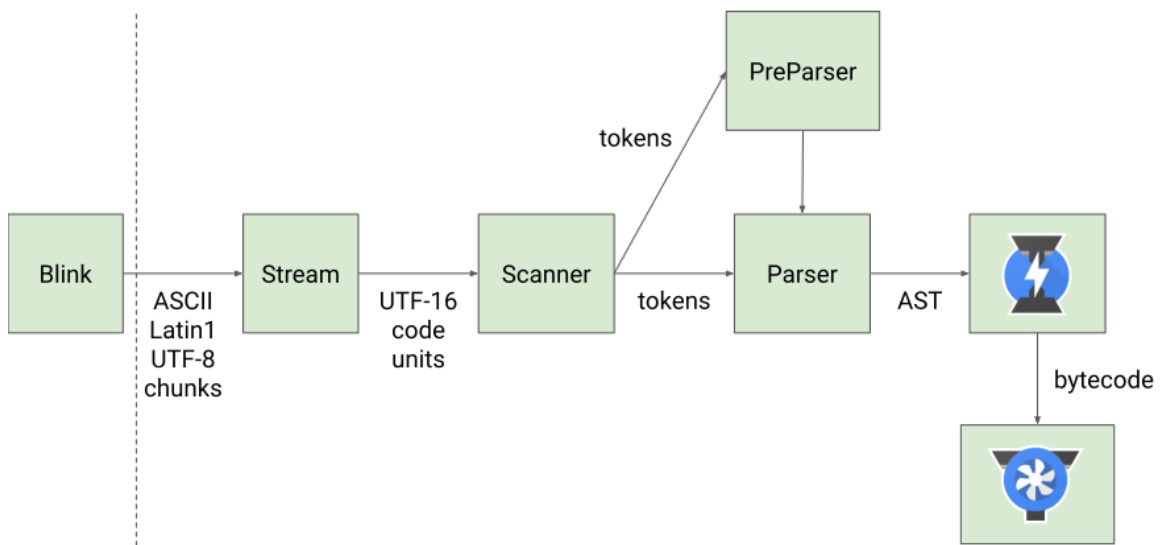 PreParser
tokens
Blink
Stream
Scanner
Parser
ASCII
Latin1
UTF-8
chunks
UTF-16
code
units
tokens
AST
bytecode